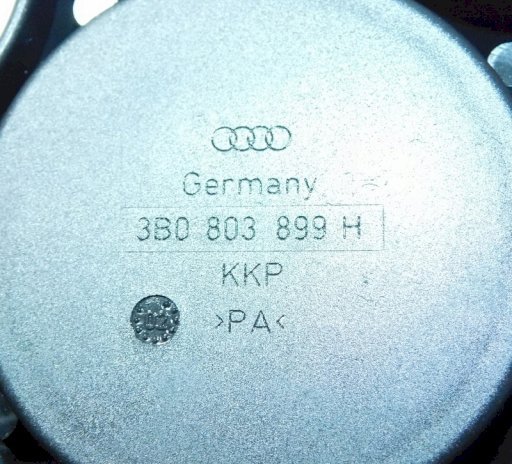 Germany
3B0 803 899 H
KKP
>PA<